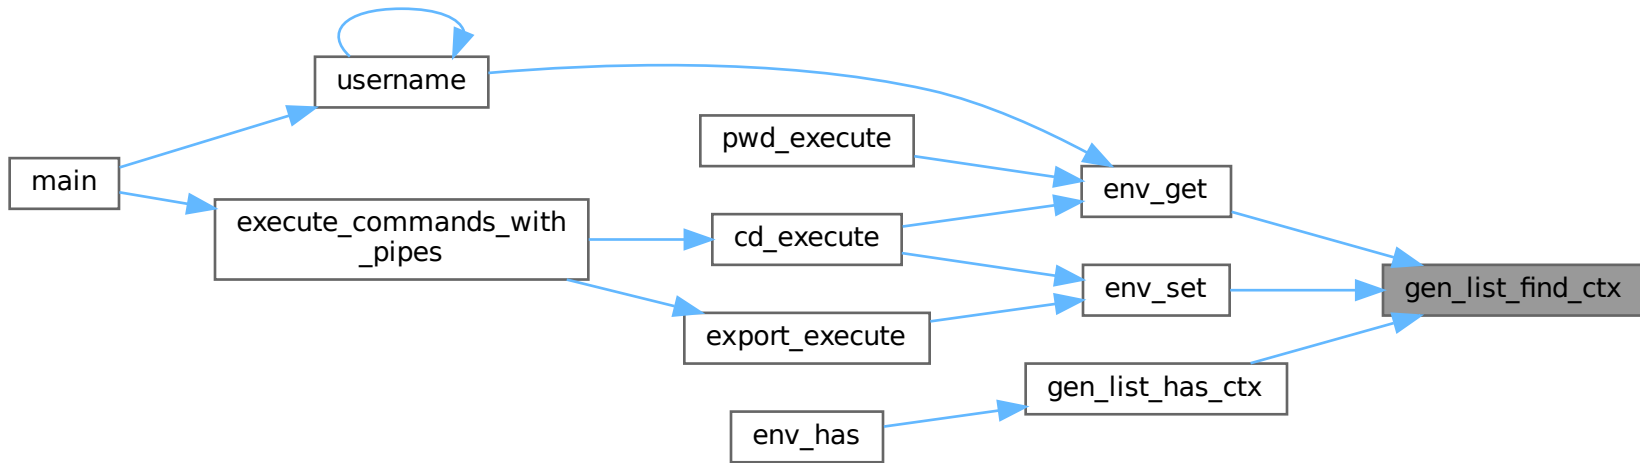 username
pwd_execute
main
env_get
execute_commands_with
_pipes
cd_execute
env_set
gen_list_find_ctx
export_execute
gen_list_has_ctx
env_has